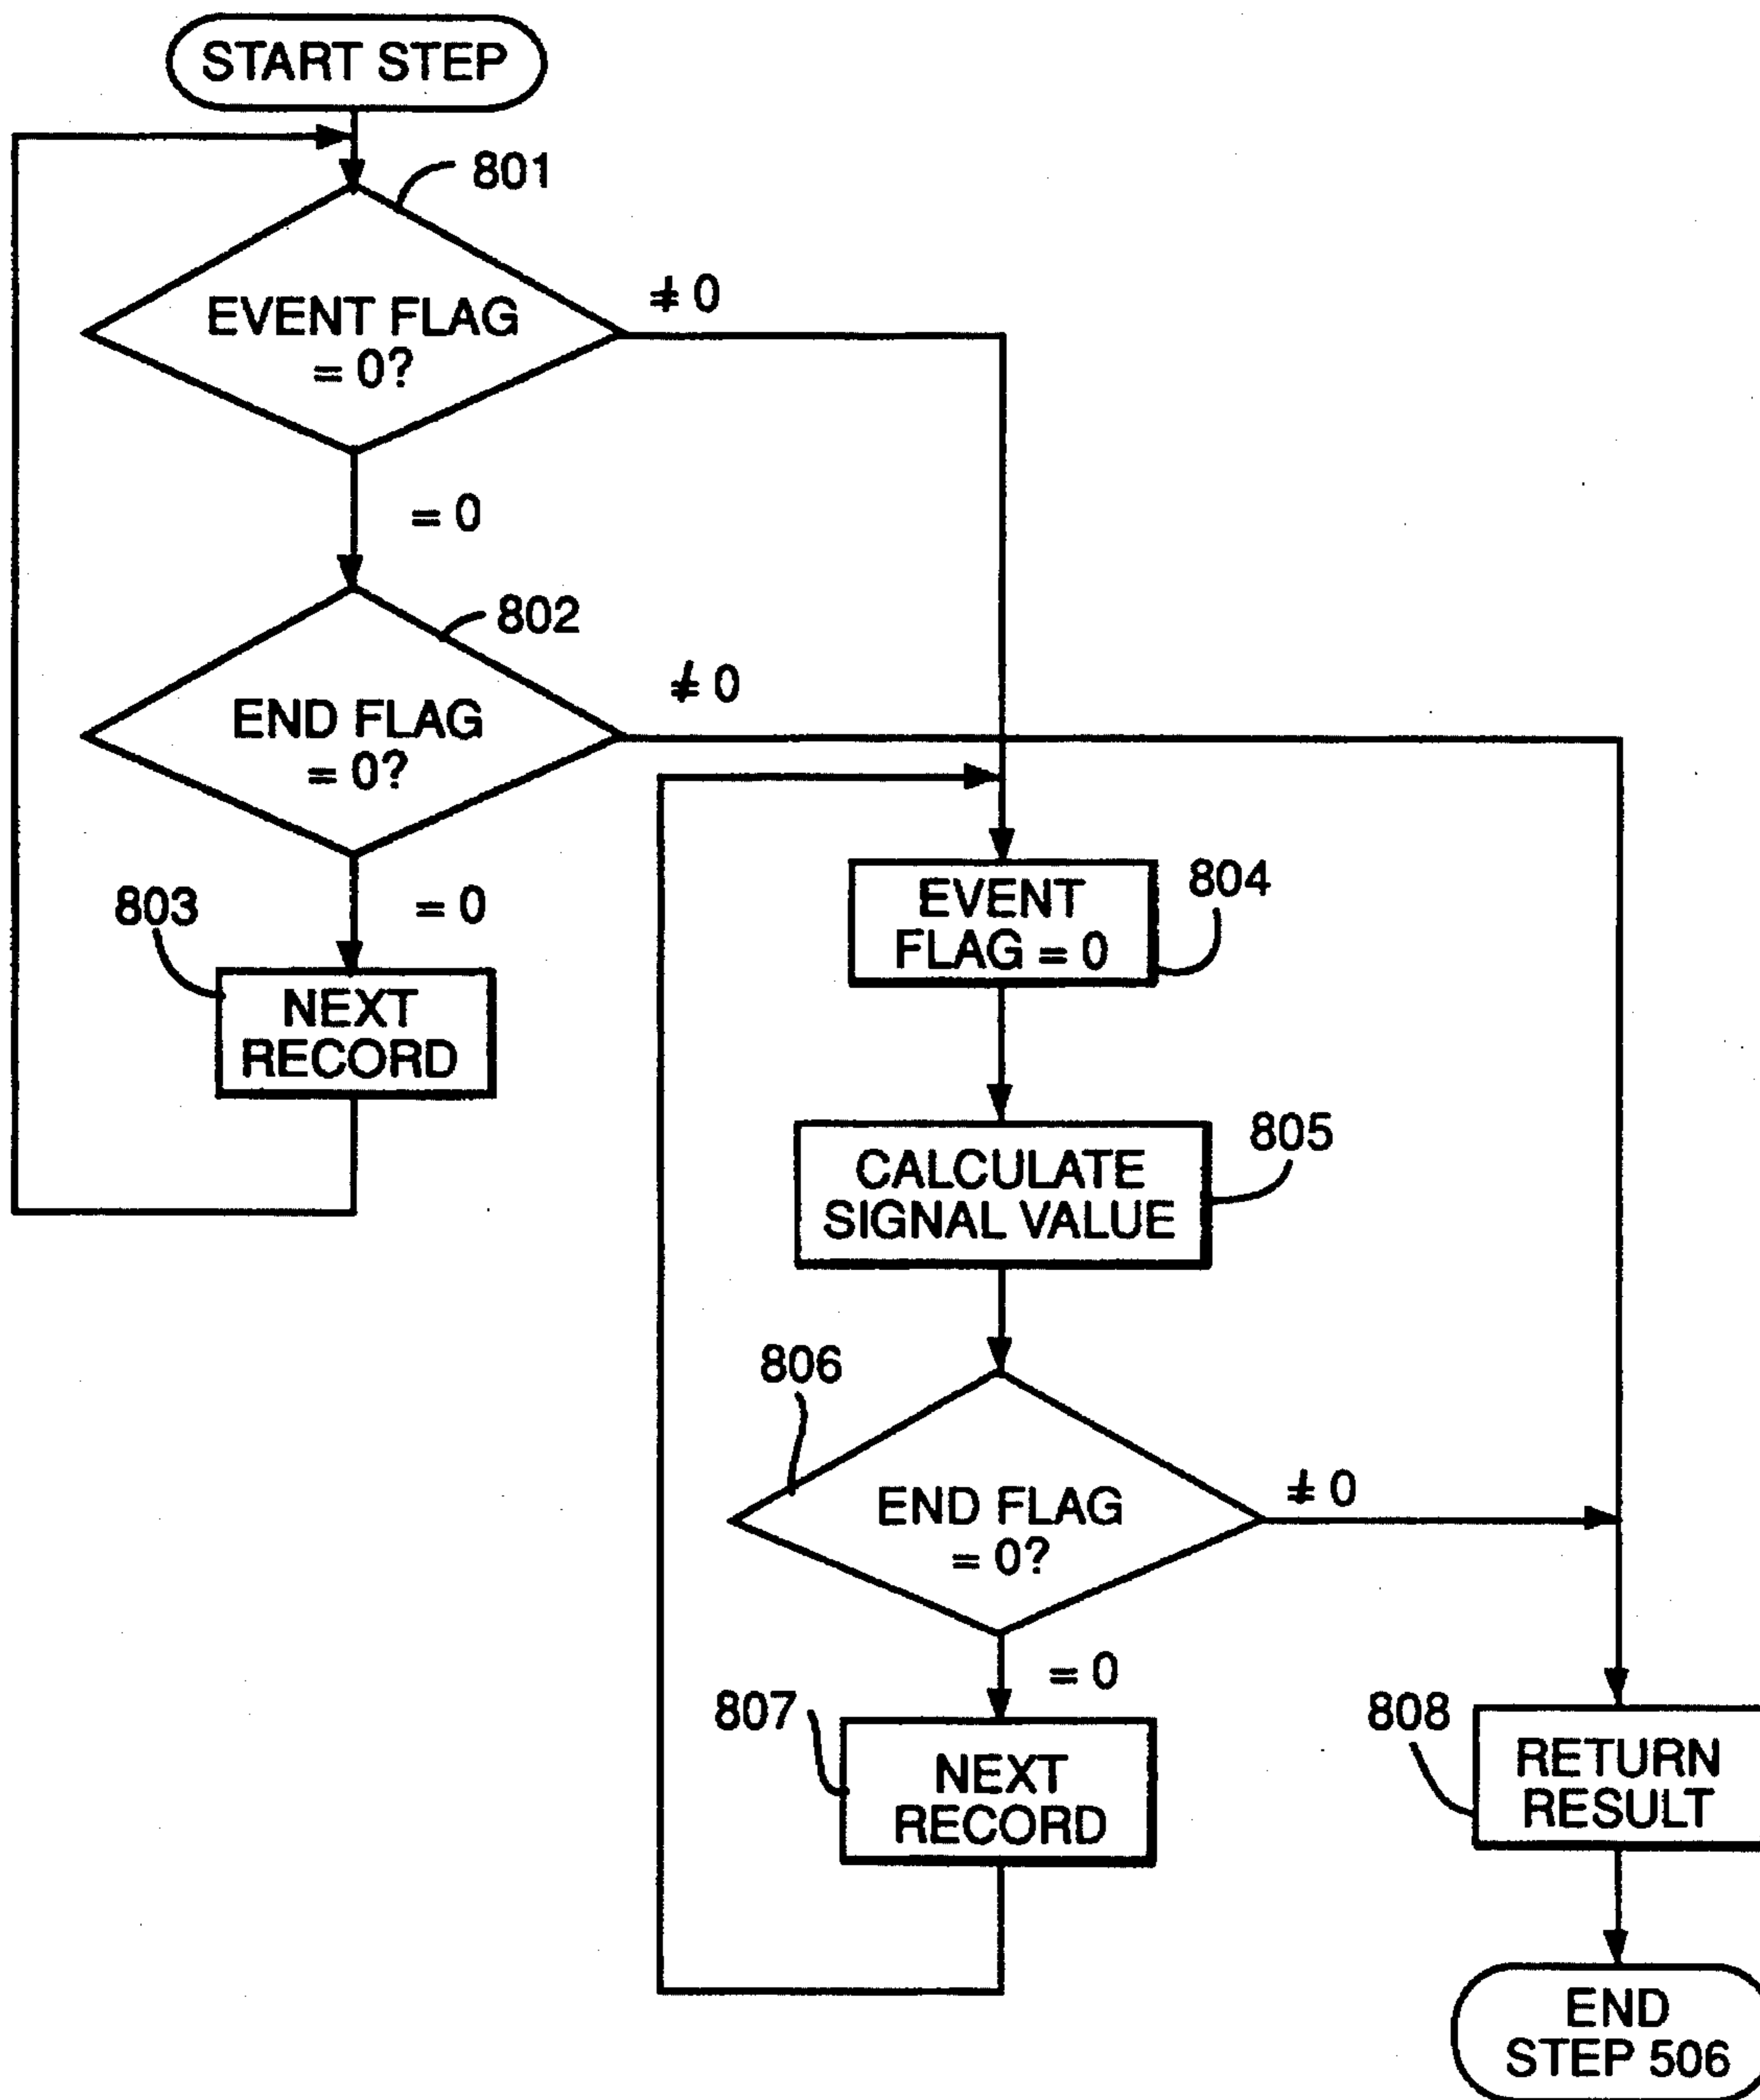 START STEP
801
EVENT FLAG
= 0?
≠ 0
= 0
802
END FLAG
= 0?
≠ 0
= 0
803
NEXT
RECORD
EVENT
FLAG = 0
804
CALCULATE
SIGNAL VALUE
805
806
END FLAG
= 0?
≠ 0
= 0
807
NEXT
RECORD
808
RETURN
RESULT
END
STEP 506